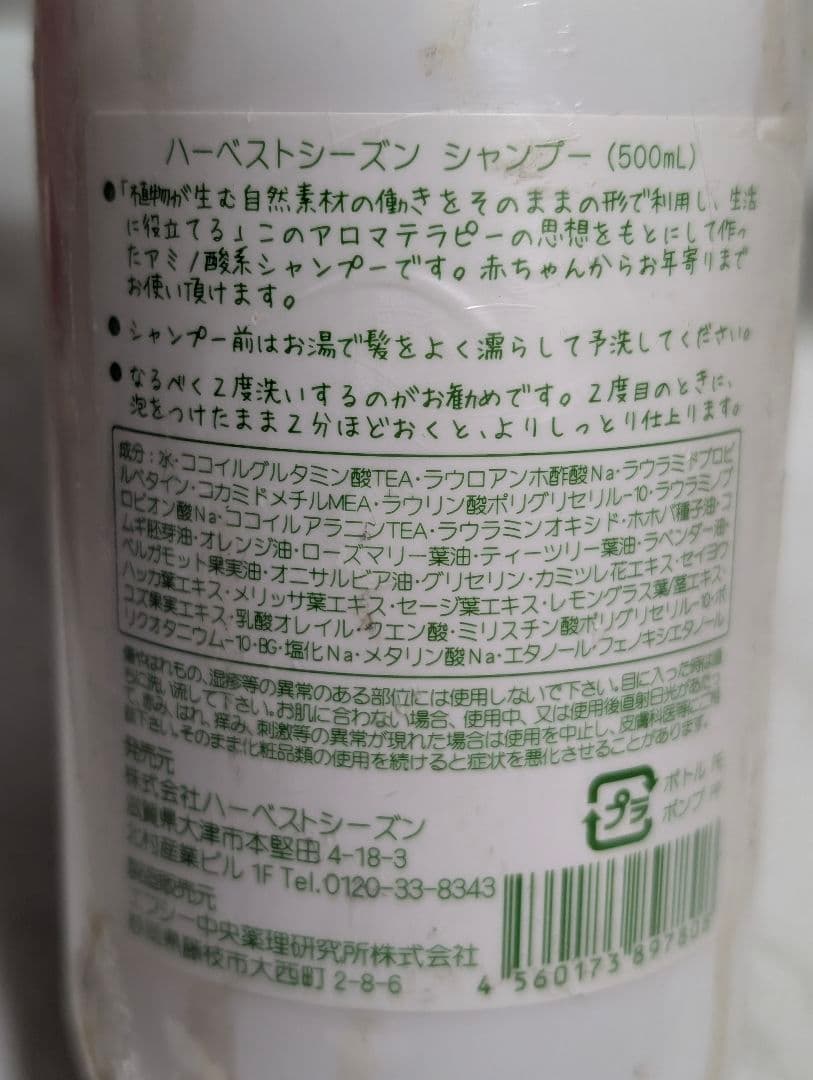 ハーベストシーズン シャンプー (500mL)
●「植物が生む自然素材の働きをそのままの形で利用し、生活
に役立てる」このアロマテラピーの思想をもとにして作っ
たアミノ酸系シャンプーです。赤ちゃんからお年寄りまで
お使い頂けます。
●シャンプー前はお湯で髪をよく濡らして予洗してください。
●なるべく2度洗いするのがお勧めです。2度目のときに、
泡をつけたまま2分ほどおくと、よりしっとり仕上ります。
成分：水・ココイルグルタミン酸TEA・ラウロアンホ酢酸Na・ラウラミドプロピ
ルベタイン・コカミドメチルMEA・ラウリン酸ポリグリセリル-10・ラウラミノプ
ロピオン酸Na・ココイルアラニンTEA・ラウラミンオキシド・ホホバ種子油・コ
ムギ胚芽油・オレンジ油・ローズマリー葉油・ティーツリー葉油・ラベンダー油・
ベルガモット果実油・オニサルビア油・グリセリン・カミツレ花エキス・セイヨウ
ハッカ葉エキス・メリッサ葉エキス・セージ葉エキス・レモングラス葉/茎エキス・
コズ果実エキス・乳酸オレイル・クエン酸・ミリスチン酸ポリグリセリル-10・ポ
リクオタニウム-10・BG・塩化Na・メタリン酸Na・エタノール・フェノキシエタノール
やはれもの、湿疹等の異常のある部位には使用しないで下さい。目に入った時は直
ちに洗い流して下さい。お肌に合わない場合、使用中、又は使用後直射日光があたっ
て、赤み、はれ、痒み、刺激等の異常が現れた場合は使用を中止し、皮膚科医等にご相
談下さい。そのまま化粧品類の使用を続けると症状を悪化させることがあります。
発売元
株式会社ハーベストシーズン
滋賀県大津市本堅田 4-18-3
北村産業ビル 1F Tel.0120-33-8343
製造販売元
エフシー中央薬理研究所株式会社
静岡県藤枝市大西町 2-8-6
プラ
ボトル PE
ポンプ PP
4 560173 897808